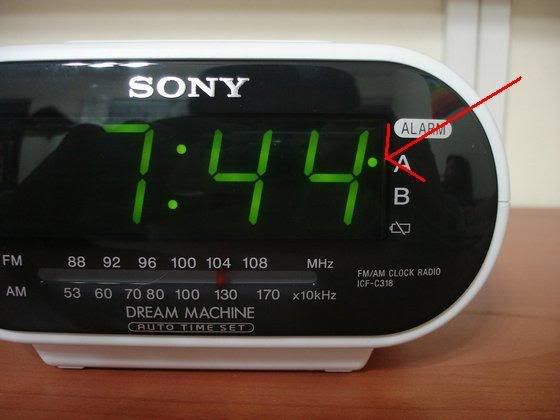 SONY
7:44
ALARM
A
B
FM 88 92 96 100 104 108 MHz
AM 53 60 70 80 100 130 170 x10kHz
FM/AM CLOCK RADIO
ICF-C318
DREAM MACHINE
AUTO TIME SET